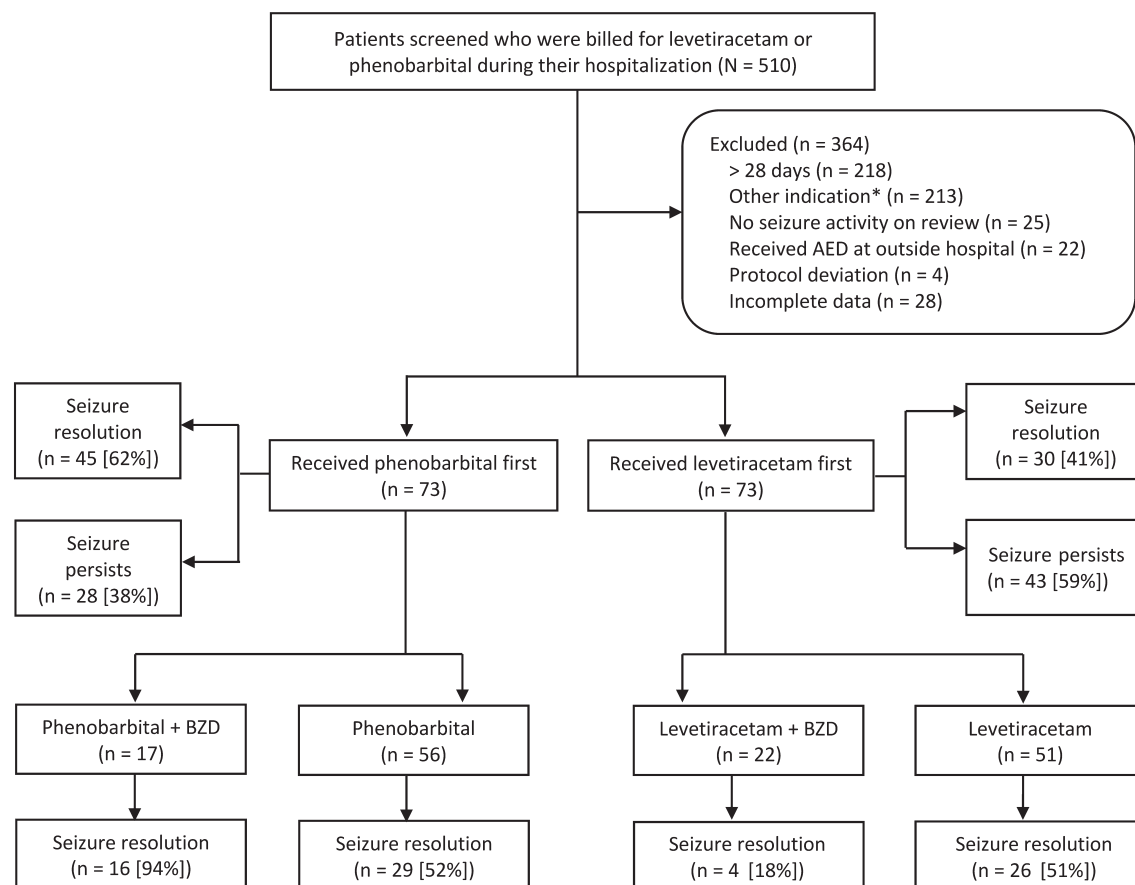 Patients screened who were billed for levetiracetam or
phenobarbital during their hospitalization (N = 510)
Excluded (n = 364)
> 28 days (n = 218)
Other indication* (n = 213)
No seizure activity on review (n = 25)
Received AED at outside hospital (n = 22)
Protocol deviation (n = 4)
Incomplete data (n = 28)
Seizure
resolution
(n = 45 [62%])
Received phenobarbital first
(n = 73)
Received levetiracetam first
(n = 73)
Seizure
resolution
(n = 30 [41%])
Seizure
persists
(n = 28 [38%])
Seizure persists
(n = 43 [59%])
Phenobarbital + BZD
(n = 17)
Phenobarbital
(n = 56)
Levetiracetam + BZD
(n = 22)
Levetiracetam
(n = 51)
Seizure resolution
(n = 16 [94%])
Seizure resolution
(n = 29 [52%])
Seizure resolution
(n = 4 [18%])
Seizure resolution
(n = 26 [51%])